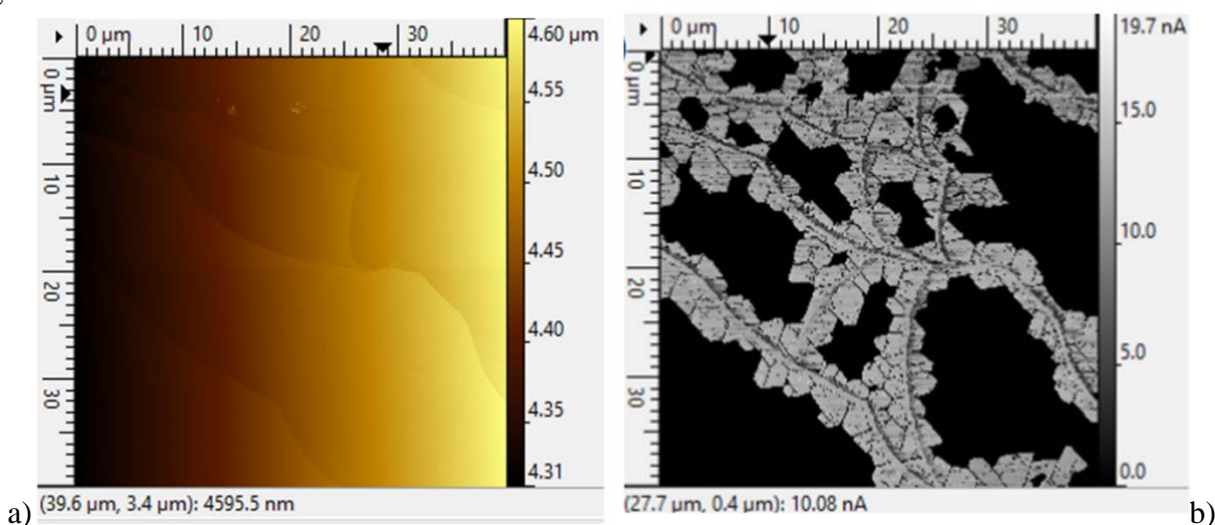 0 µm 10 20 30
0 µm 10 20 30
4.60 µm
4.55
4.50
4.45
4.40
4.35
4.31
(39.6 µm, 3.4 µm): 4595.5 nm
a)
0 µm 10 20 30
0 µm 10 20 30
19.7 nA
15.0
10.0
5.0
0.0
(27.7 µm, 0.4 µm): 10.08 nA
b)